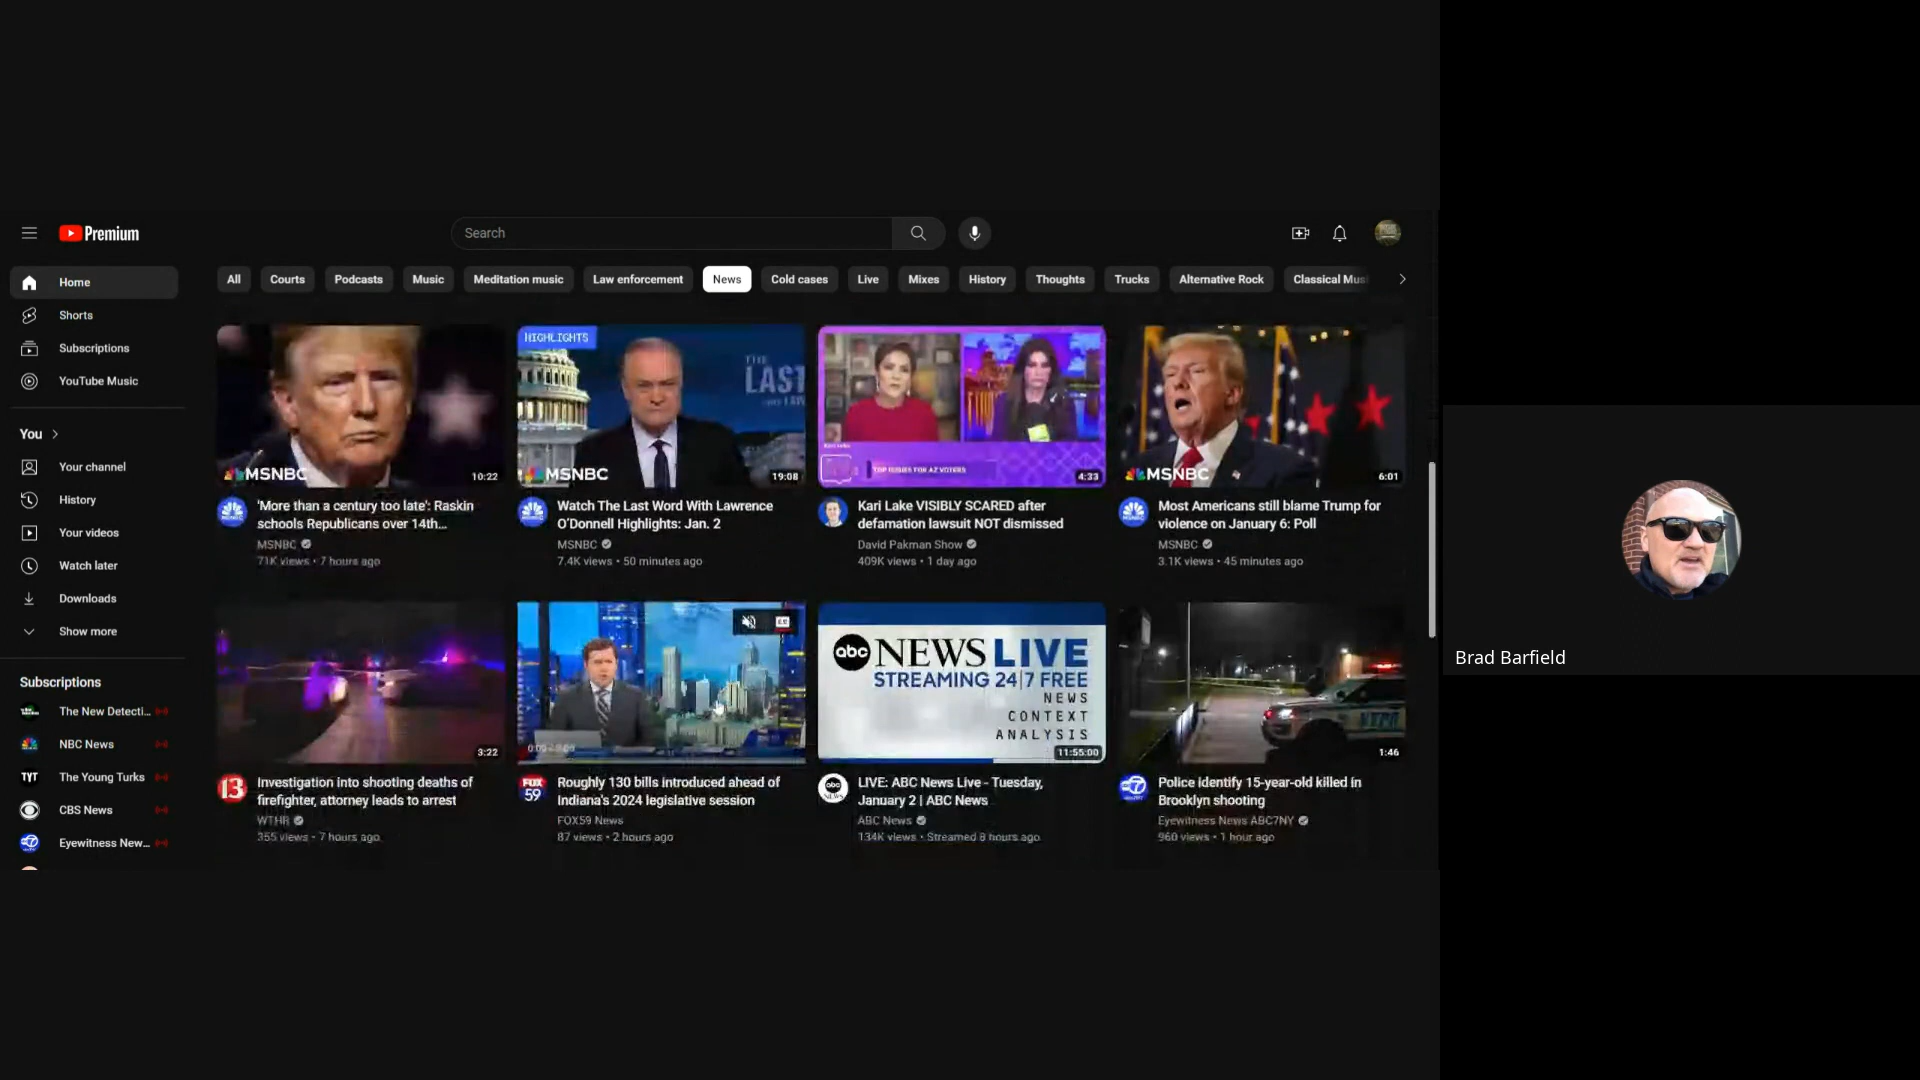 Premium
Search
Home
Shorts
Subscriptions
YouTube Music
You
Your channel
History
Your videos
Watch later
Downloads
Show more
Subscriptions
The New Detecti...
NBC News
TYT The Young Turks
CBS News
Eyewitness New...
All Courts Podcasts Music Meditation music Law enforcement News Cold cases Live Mixes History Thoughts Trucks Alternative Rock Classical Mus
MSNBC
10:22
'More than a century too late': Raskin
schools Republicans over 14th...
MSNBC
71K views • 7 hours ago
HIGHLIGHTS
THE
LAST
MSNBC
19:08
Watch The Last Word With Lawrence
O'Donnell Highlights: Jan. 2
MSNBC
7.4K views • 50 minutes ago
TOP ISSUES FOR AZ VOTERS
4:33
Kari Lake VISIBLY SCARED after
defamation lawsuit NOT dismissed
David Pakman Show
409K views • 1 day ago
MSNBC
6:01
Most Americans still blame Trump for
violence on January 6: Poll
MSNBC
3.1K views • 45 minutes ago
3:22
13
Investigation into shooting deaths of
firefighter, attorney leads to arrest
WTHR
355 views • 7 hours ago
FOX
59
Roughly 130 bills introduced ahead of
Indiana's 2024 legislative session
FOX59 News
87 views • 2 hours ago
abc NEWS LIVE
STREAMING 24|7 FREE
NEWS
CONTEXT
ANALYSIS
11:55:00
abc
NEWS
LIVE: ABC News Live - Tuesday,
January 2 | ABC News
ABC News
134K views • Streamed 8 hours ago
1:46
Police identify 15-year-old killed in
Brooklyn shooting
Eyewitness News ABC7NY
960 views • 1 hour ago
Brad Barfield